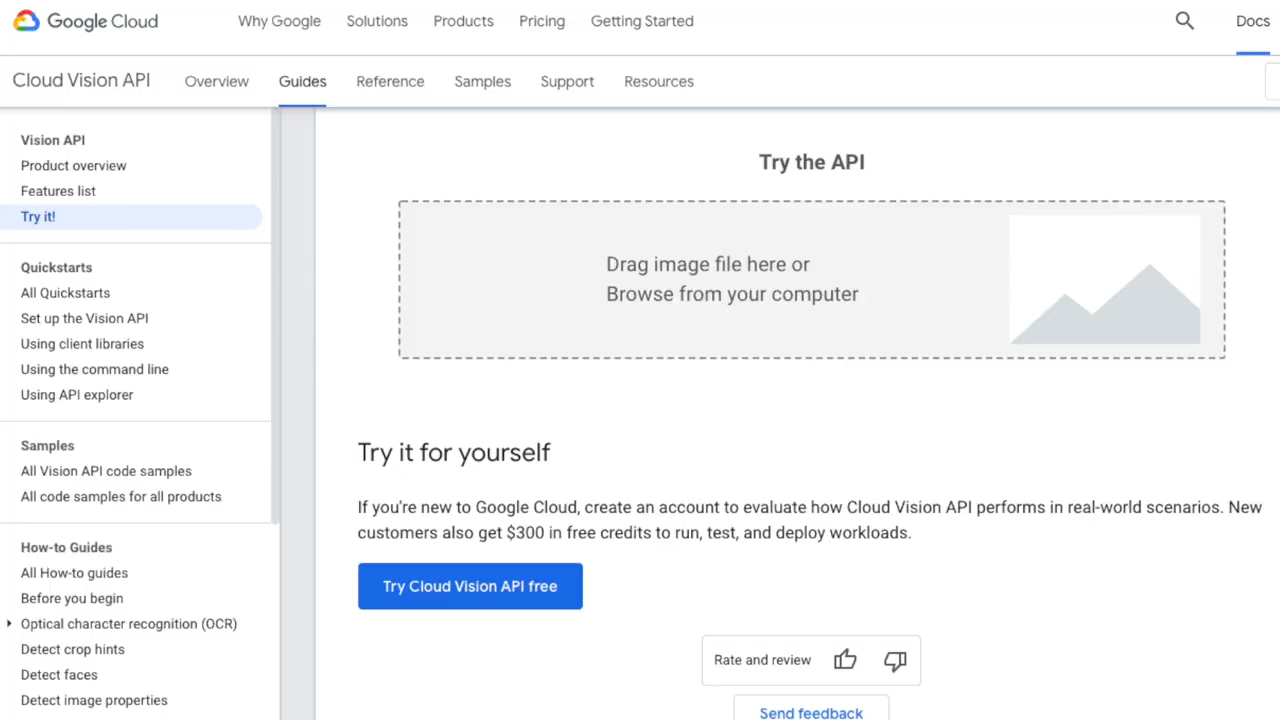 Google Cloud
Why Google
Solutions
Products
Pricing
Getting Started
Docs
Cloud Vision API
Overview
Guides
Reference
Samples
Support
Resources
Vision API
Product overview
Features list
Try it!
Quickstarts
All Quickstarts
Set up the Vision API
Using client libraries
Using the command line
Using API explorer
Samples
All Vision API code samples
All code samples for all products
How-to Guides
All How-to guides
Before you begin
Optical character recognition (OCR)
Detect crop hints
Detect faces
Detect image properties
Try the API
Drag image file here or
Browse from your computer
Try it for yourself
If you're new to Google Cloud, create an account to evaluate how Cloud Vision API performs in real-world scenarios. New
customers also get $300 in free credits to run, test, and deploy workloads.
Try Cloud Vision API free
Rate and review
Send feedback